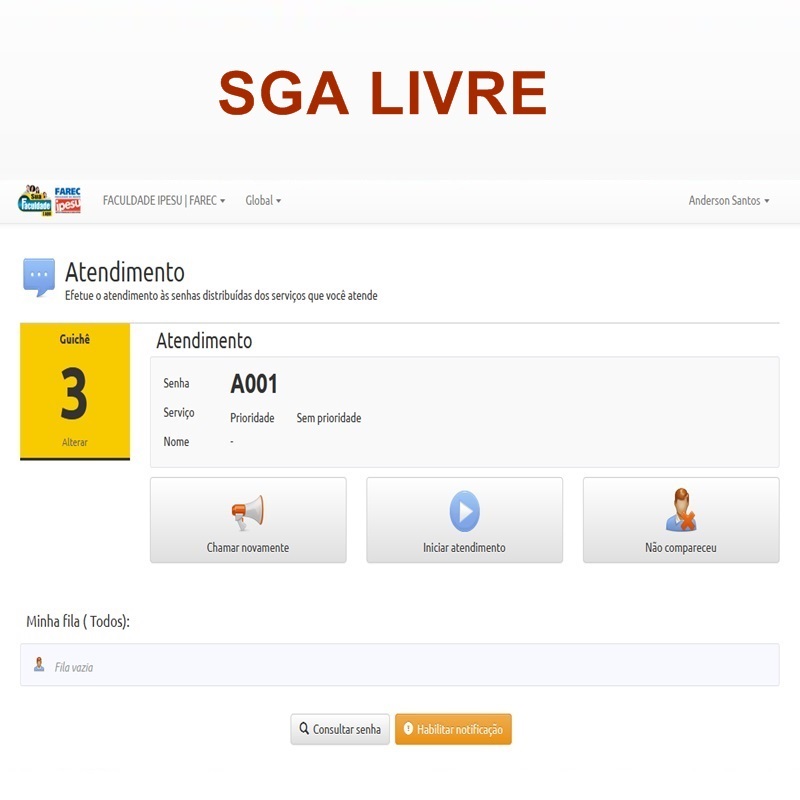 SGA LIVRE
Sua Faculdade
FAREC
ipesu
FACULDADE IPESU | FAREC Global Anderson Santos
Atendimento
Efetue o atendimento às senhas distribuídas dos serviços que você atende
Guichê
3
Alterar
Atendimento
Senha A001
Serviço Prioridade Sem prioridade
Nome -
Chamar novamente Iniciar atendimento Não compareceu
Minha fila ( Todos):
Fila vazia
Consultar senha Habilitar notificação